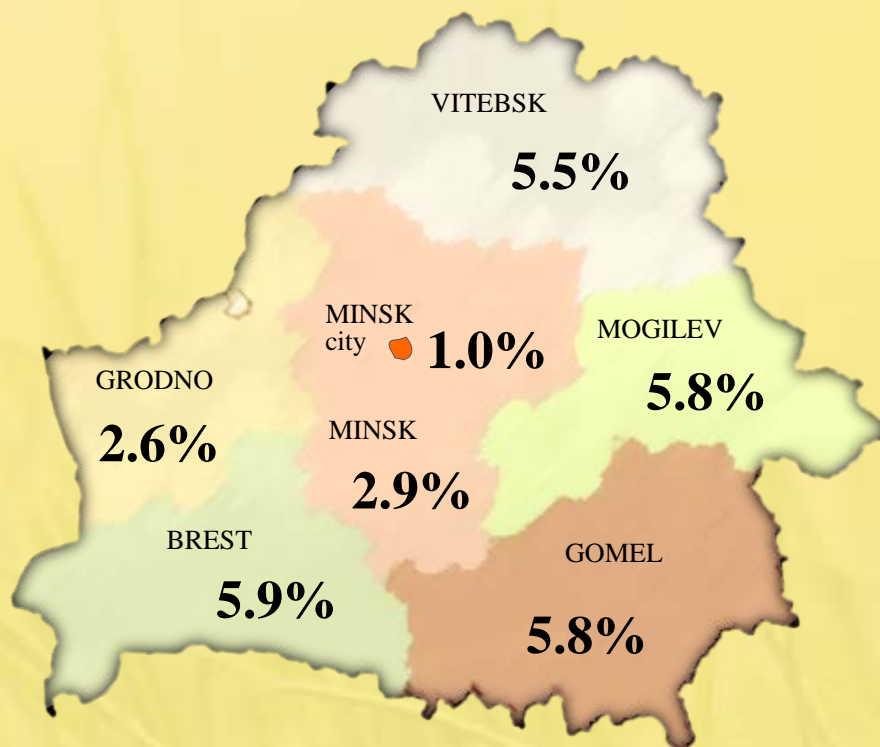 VITEBSK
5.5%
MINSK
city
1.0%
MOGILEV
5.8%
GRODNO
2.6%
MINSK
2.9%
BREST
5.9%
GOMEL
5.8%